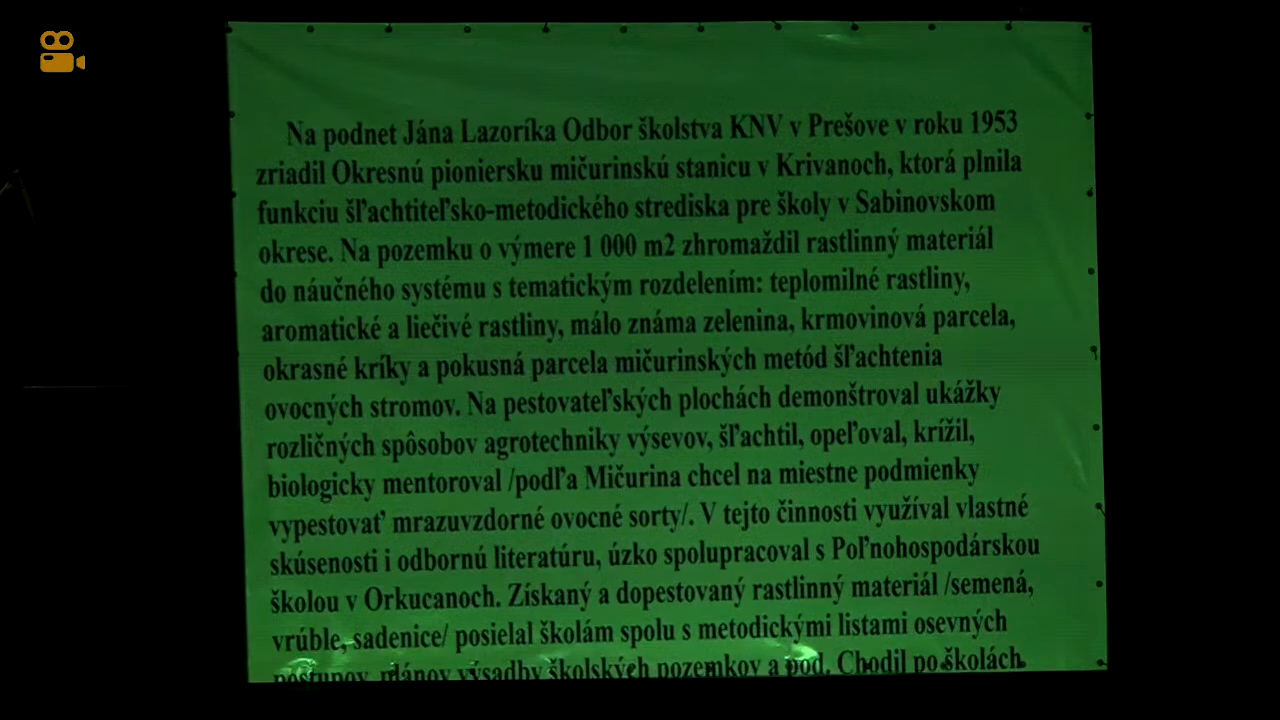 Na podnet Jána Lazoríka Odbor školstva KNV v Prešove v roku 1953
zriadil Okresnú pioniersku mičurinskú stanicu v Krivanoch, ktorá plnila
funkciu šľachtiteľsko-metodického strediska pre školy v Sabinovskom
okrese. Na pozemku o výmere 1 000 m2 zhromaždil rastlinný materiál
do náučného systému s tematickým rozdelením: teplomilné rastliny,
aromatické a liečivé rastliny, málo známa zelenina, krmovinová parcela,
okrasné kríky a pokusná parcela mičurinských metód šľachtenia
ovocných stromov. Na pestovateľských plochách demonštroval ukážky
rozličných spôsobov agrotechniky výsevov, šľachtil, opeľoval, krížil,
biologicky mentoroval /podľa Mičurina chcel na miestne podmienky
vypestovať mrazuvzdorné ovocné sorty/. V tejto činnosti využíval vlastné
skúsenosti i odbornú literatúru, úzko spolupracoval s Poľnohospodárskou
školou v Orkucanoch. Získaný a dopestovaný rastlinný materiál /semená,
vrúble, sadenice/ posielal školám spolu s metodickými listami osevných
postupov, plánov výsadby školských pozemkov a pod. Chodil po školách